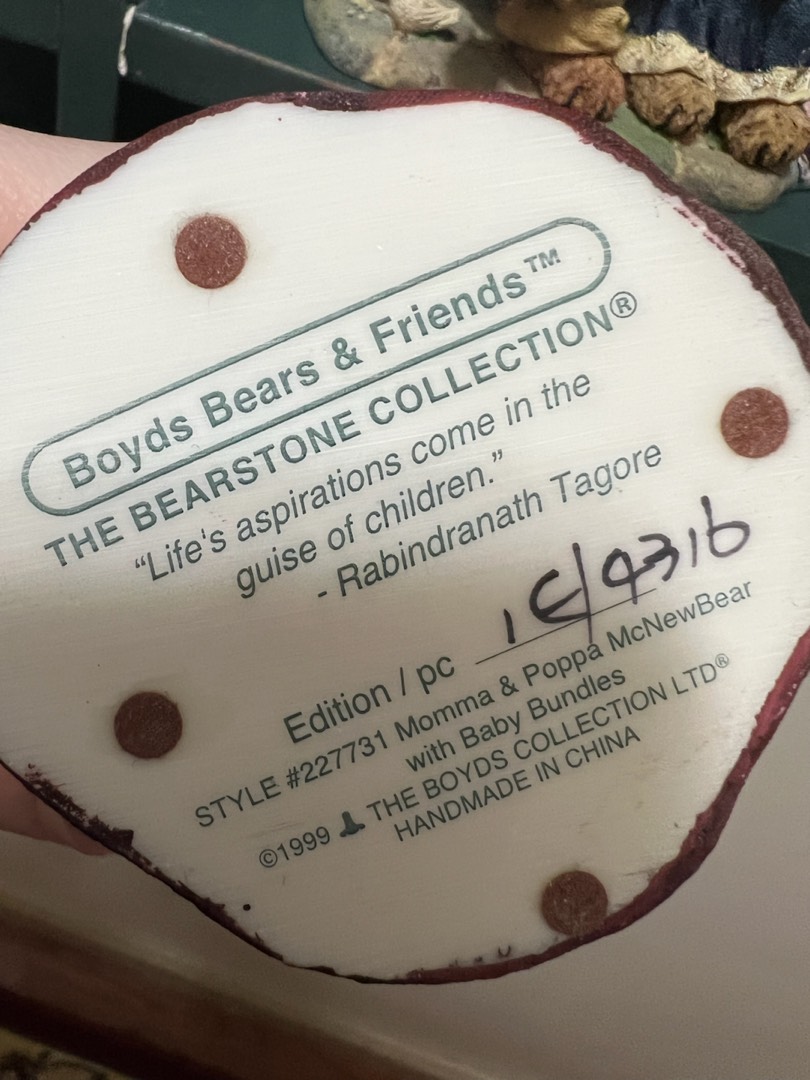 Boyds Bears & Friends™
THE BEARSTONE COLLECTION®
“Life's aspirations come in the
guise of children.”
- Rabindranath Tagore
Edition / pc 1E/9316
STYLE #227731 Momma & Poppa McNewBear
with Baby Bundles
©1999 THE BOYDS COLLECTION LTD®
HANDMADE IN CHINA